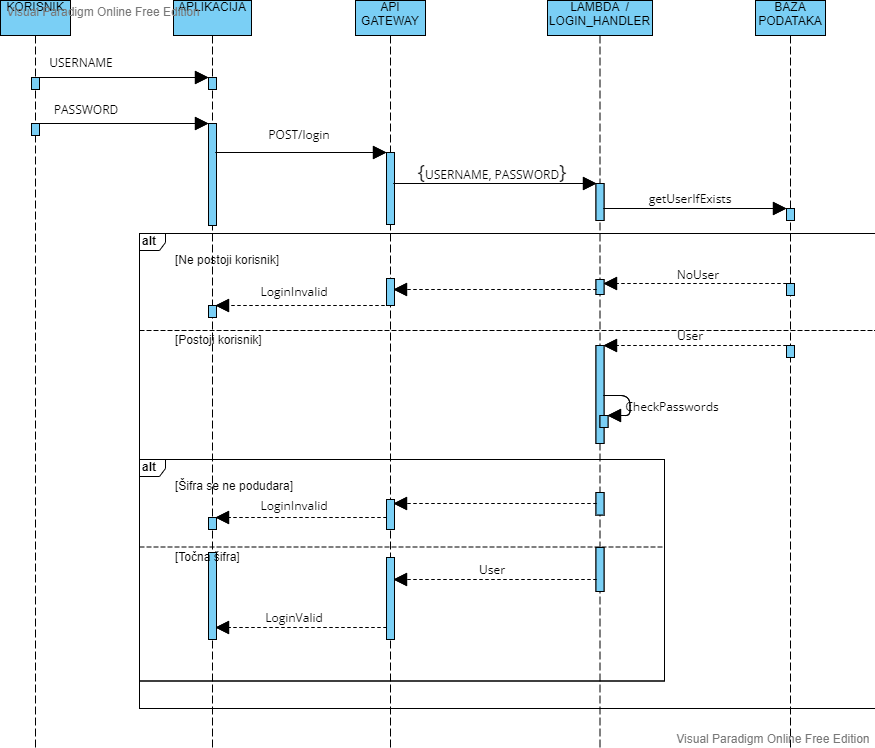 KORISNIK
Visual Paradigm Online Free Edition
APLIKACIJA
API
GATEWAY
LAMBDA /
LOGIN_HANDLER
BAZA
PODATAKA
USERNAME
PASSWORD
POST/login
{USERNAME, PASSWORD}
getUserIfExists
alt
[Ne postoji korisnik]
NoUser
LoginInvalid
[Postoji korisnik]
User
CheckPasswords
alt
[Šifra se ne podudara]
LoginInvalid
[Točna šifra]
User
LoginValid
Visual Paradigm Online Free Edition